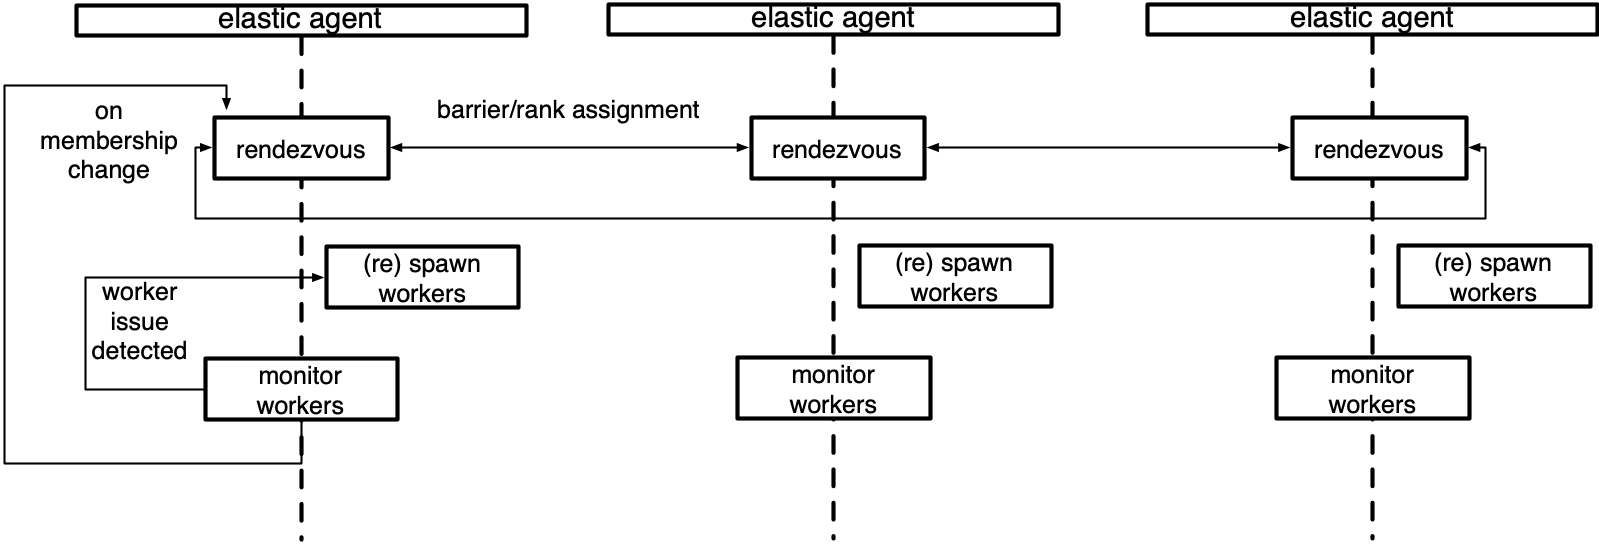 elastic agent
elastic agent
elastic agent
on
membership
change
barrier/rank assignment
rendezvous
rendezvous
rendezvous
(re) spawn
workers
(re) spawn
workers
(re) spawn
workers
worker
issue
detected
monitor
workers
monitor
workers
monitor
workers